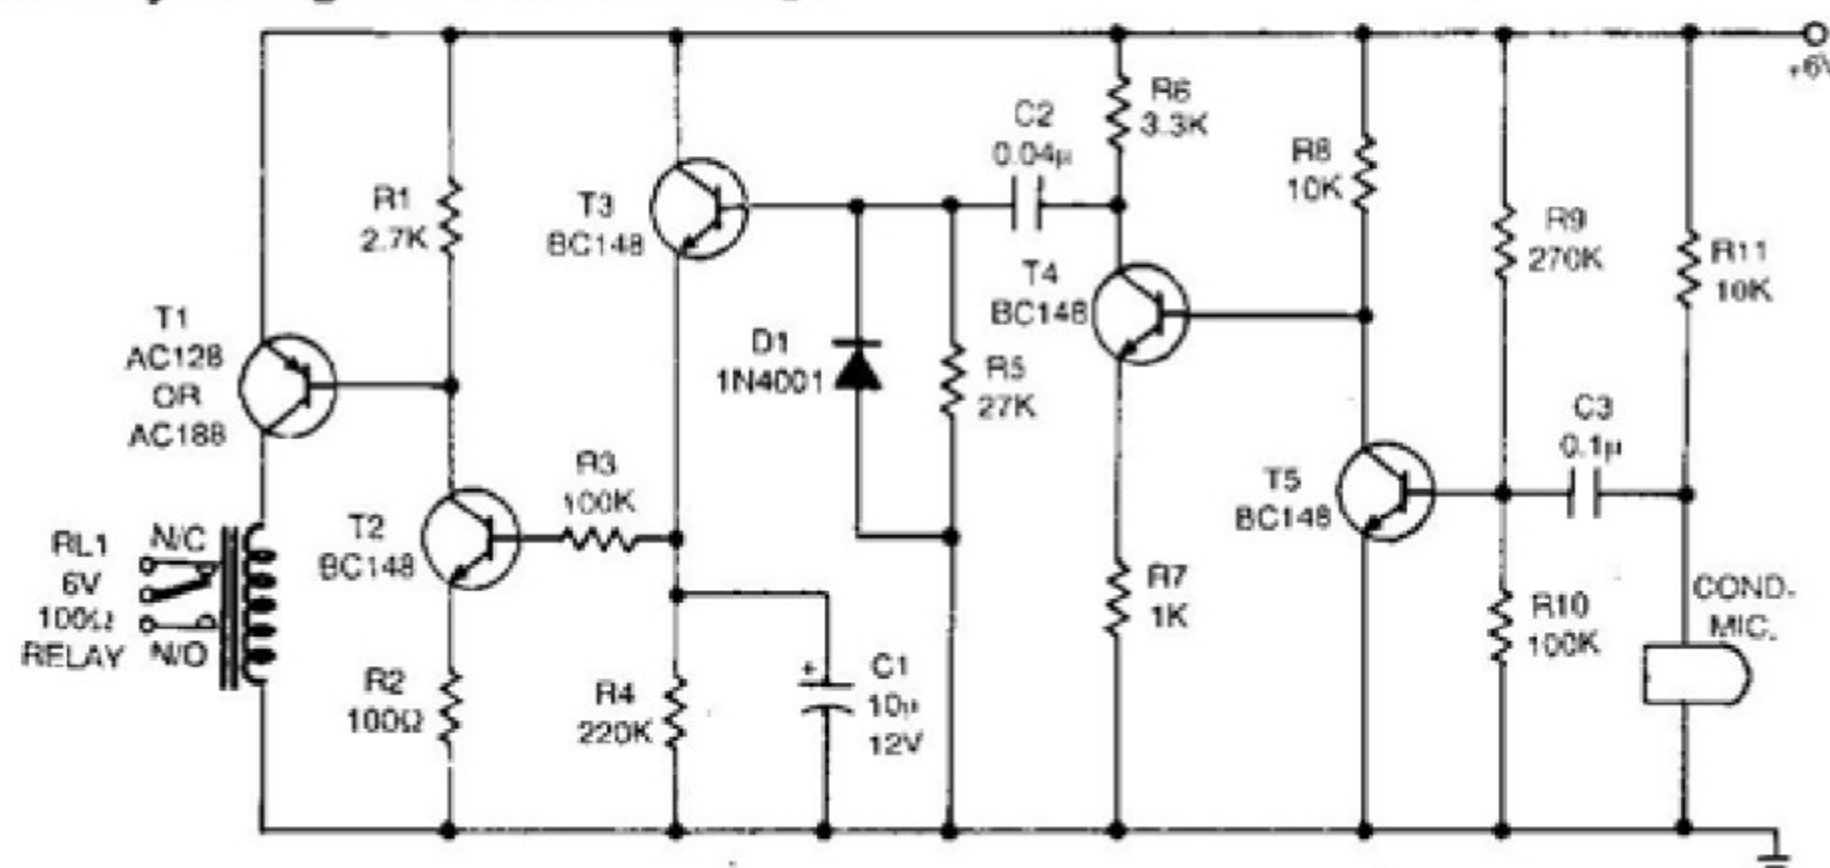 +6V
R6
3.3K
C2
0.04µ
R8
10K
R1
2.7K
T3
BC148
R9
270K
R11
10K
T4
BC148
T1
AC128
OR
AC188
D1
1N4001
R5
27K
C3
0.1µ
R3
100K
T5
BC148
T2
BC148
RL1
6V
100Ω
RELAY
N/C
N/O
R7
1K
R10
100K
COND.
MIC.
R2
100Ω
R4
220K
+
C1
10µ
12V